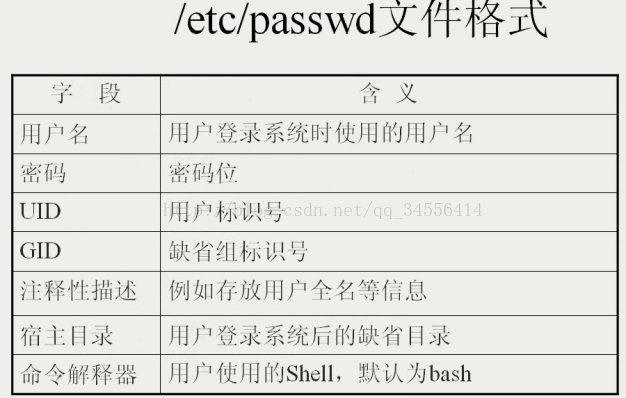 /etc/passwd文件格式
字 段 含 义
用户名 用户登录系统时使用的用户名
密码 密码位
UID 用户标识号
http://blog.csdn.net/qq_34556414
GID 缺省组标识号
注释性描述 例如存放用户全名等信息
宿主目录 用户登录系统后的缺省目录
命令解释器 用户使用的Shell，默认为bash